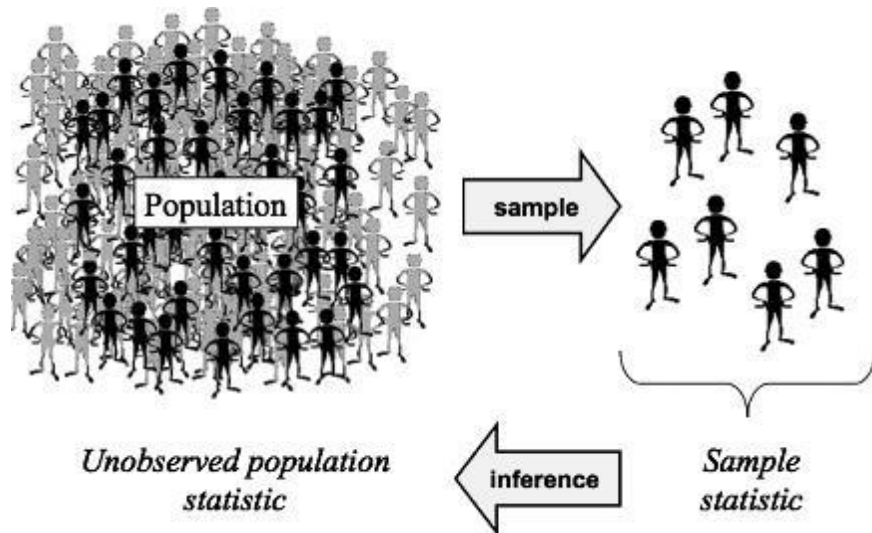 Population
sample
Unobserved population
statistic
inference
Sample
statistic